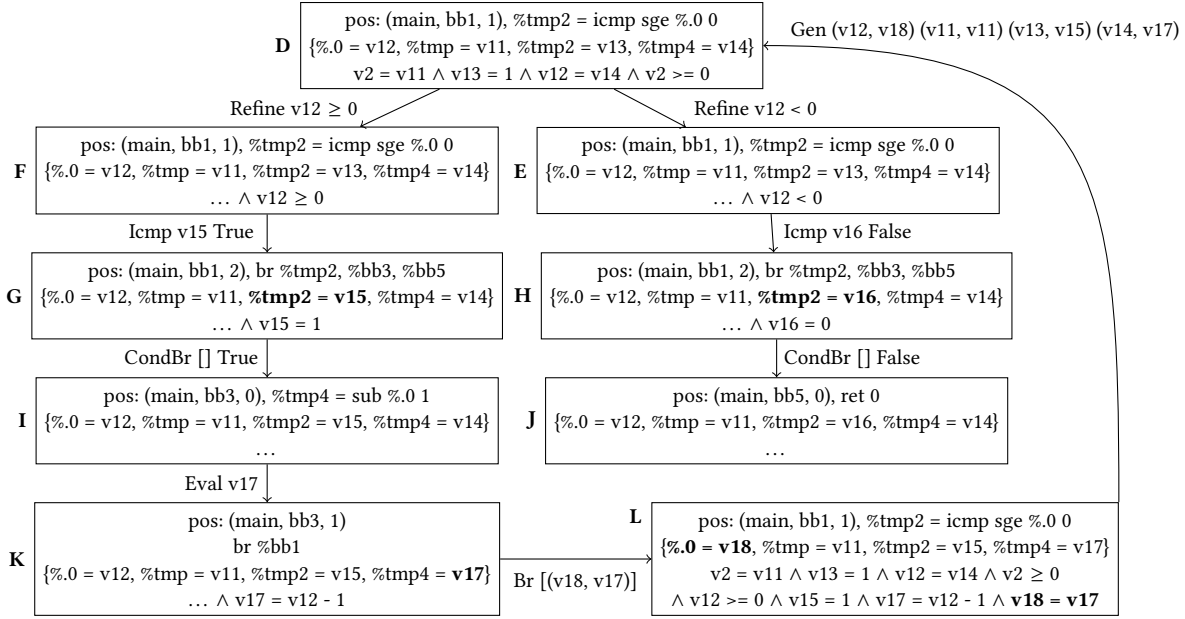 D
pos: (main, bb1, 1), %tmp2 = icmp sge %.0 0
{%.0 = v12, %tmp = v11, %tmp2 = v13, %tmp4 = v14}
v2 = v11 ∧ v13 = 1 ∧ v12 = v14 ∧ v2 >= 0
Gen (v12, v18) (v11, v11) (v13, v15) (v14, v17)
Refine v12 ≥ 0
Refine v12 < 0
F
pos: (main, bb1, 1), %tmp2 = icmp sge %.0 0
{%.0 = v12, %tmp = v11, %tmp2 = v13, %tmp4 = v14}
… ∧ v12 ≥ 0
E
pos: (main, bb1, 1), %tmp2 = icmp sge %.0 0
{%.0 = v12, %tmp = v11, %tmp2 = v13, %tmp4 = v14}
… ∧ v12 < 0
Icmp v15 True
Icmp v16 False
G
pos: (main, bb1, 2), br %tmp2, %bb3, %bb5
{%.0 = v12, %tmp = v11, %tmp2 = v15, %tmp4 = v14}
… ∧ v15 = 1
H
pos: (main, bb1, 2), br %tmp2, %bb3, %bb5
{%.0 = v12, %tmp = v11, %tmp2 = v16, %tmp4 = v14}
… ∧ v16 = 0
CondBr [] True
CondBr [] False
I
pos: (main, bb3, 0), %tmp4 = sub %.0 1
{%.0 = v12, %tmp = v11, %tmp2 = v15, %tmp4 = v14}
…
J
pos: (main, bb5, 0), ret 0
{%.0 = v12, %tmp = v11, %tmp2 = v16, %tmp4 = v14}
…
Eval v17
K
pos: (main, bb3, 1)
br %bb1
{%.0 = v12, %tmp = v11, %tmp2 = v15, %tmp4 = v17}
… ∧ v17 = v12 - 1
Br [(v18, v17)]
L
pos: (main, bb1, 1), %tmp2 = icmp sge %.0 0
{%.0 = v18, %tmp = v11, %tmp2 = v15, %tmp4 = v17}
v2 = v11 ∧ v13 = 1 ∧ v12 = v14 ∧ v2 ≥ 0
∧ v12 >= 0 ∧ v15 = 1 ∧ v17 = v12 - 1 ∧ v18 = v17